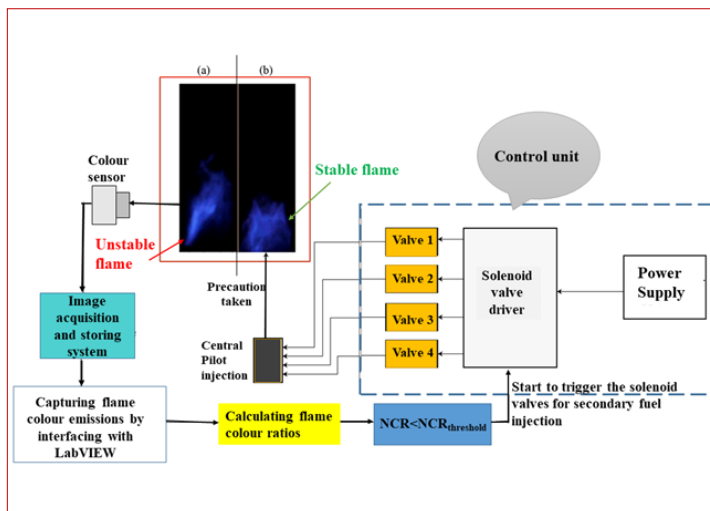 (a)
(b)
Colour
sensor
Stable flame
Unstable
flame
Control unit
Precaution
taken
Image
acquisition
and storing
system
Central
Pilot
injection
Valve 1
Valve 2
Valve 3
Valve 4
Solenoid
valve
driver
Power
Supply
Capturing flame
colour emissions by
interfacing with
LabVIEW
Calculating flame
colour ratios
NCR<NCRthreshold
Start to trigger the solenoid
valves for secondary fuel
injection